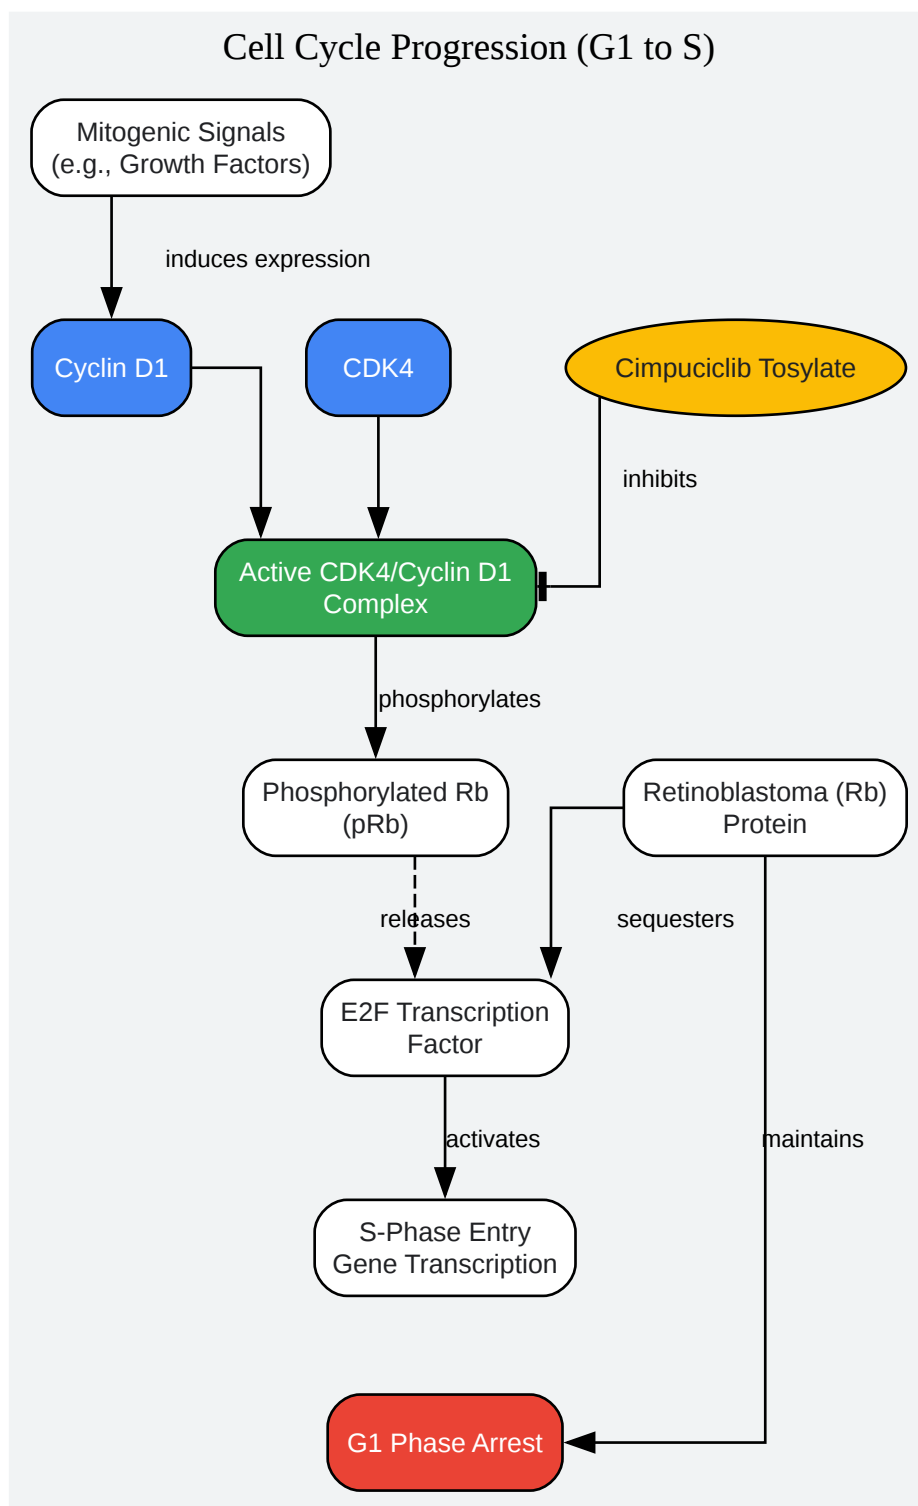 Cell Cycle Progression (G1 to S)
Mitogenic Signals
(e.g., Growth Factors)
induces expression
Cyclin D1
CDK4
Cimpuciclib Tosylate
inhibits
Active CDK4/Cyclin D1
Complex
phosphorylates
Phosphorylated Rb
(pRb)
Retinoblastoma (Rb)
Protein
releases
sequesters
E2F Transcription
Factor
activates
maintains
S-Phase Entry
Gene Transcription
G1 Phase Arrest